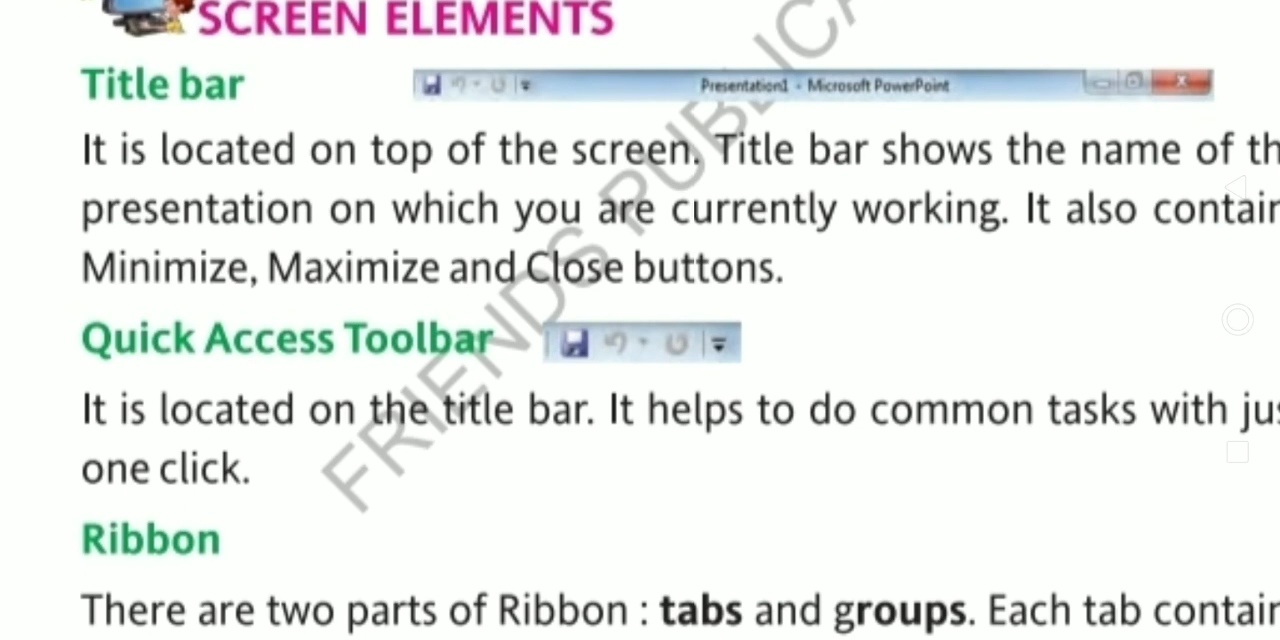 SCREEN ELEMENTS
Title bar
Presentation1 - Microsoft PowerPoint
It is located on top of the screen. Title bar shows the name of th
presentation on which you are currently working. It also contain
Minimize, Maximize and Close buttons.
Quick Access Toolbar
It is located on the title bar. It helps to do common tasks with jus
one click.
Ribbon
There are two parts of Ribbon : tabs and groups. Each tab contain
FRIENDS PUBLICA